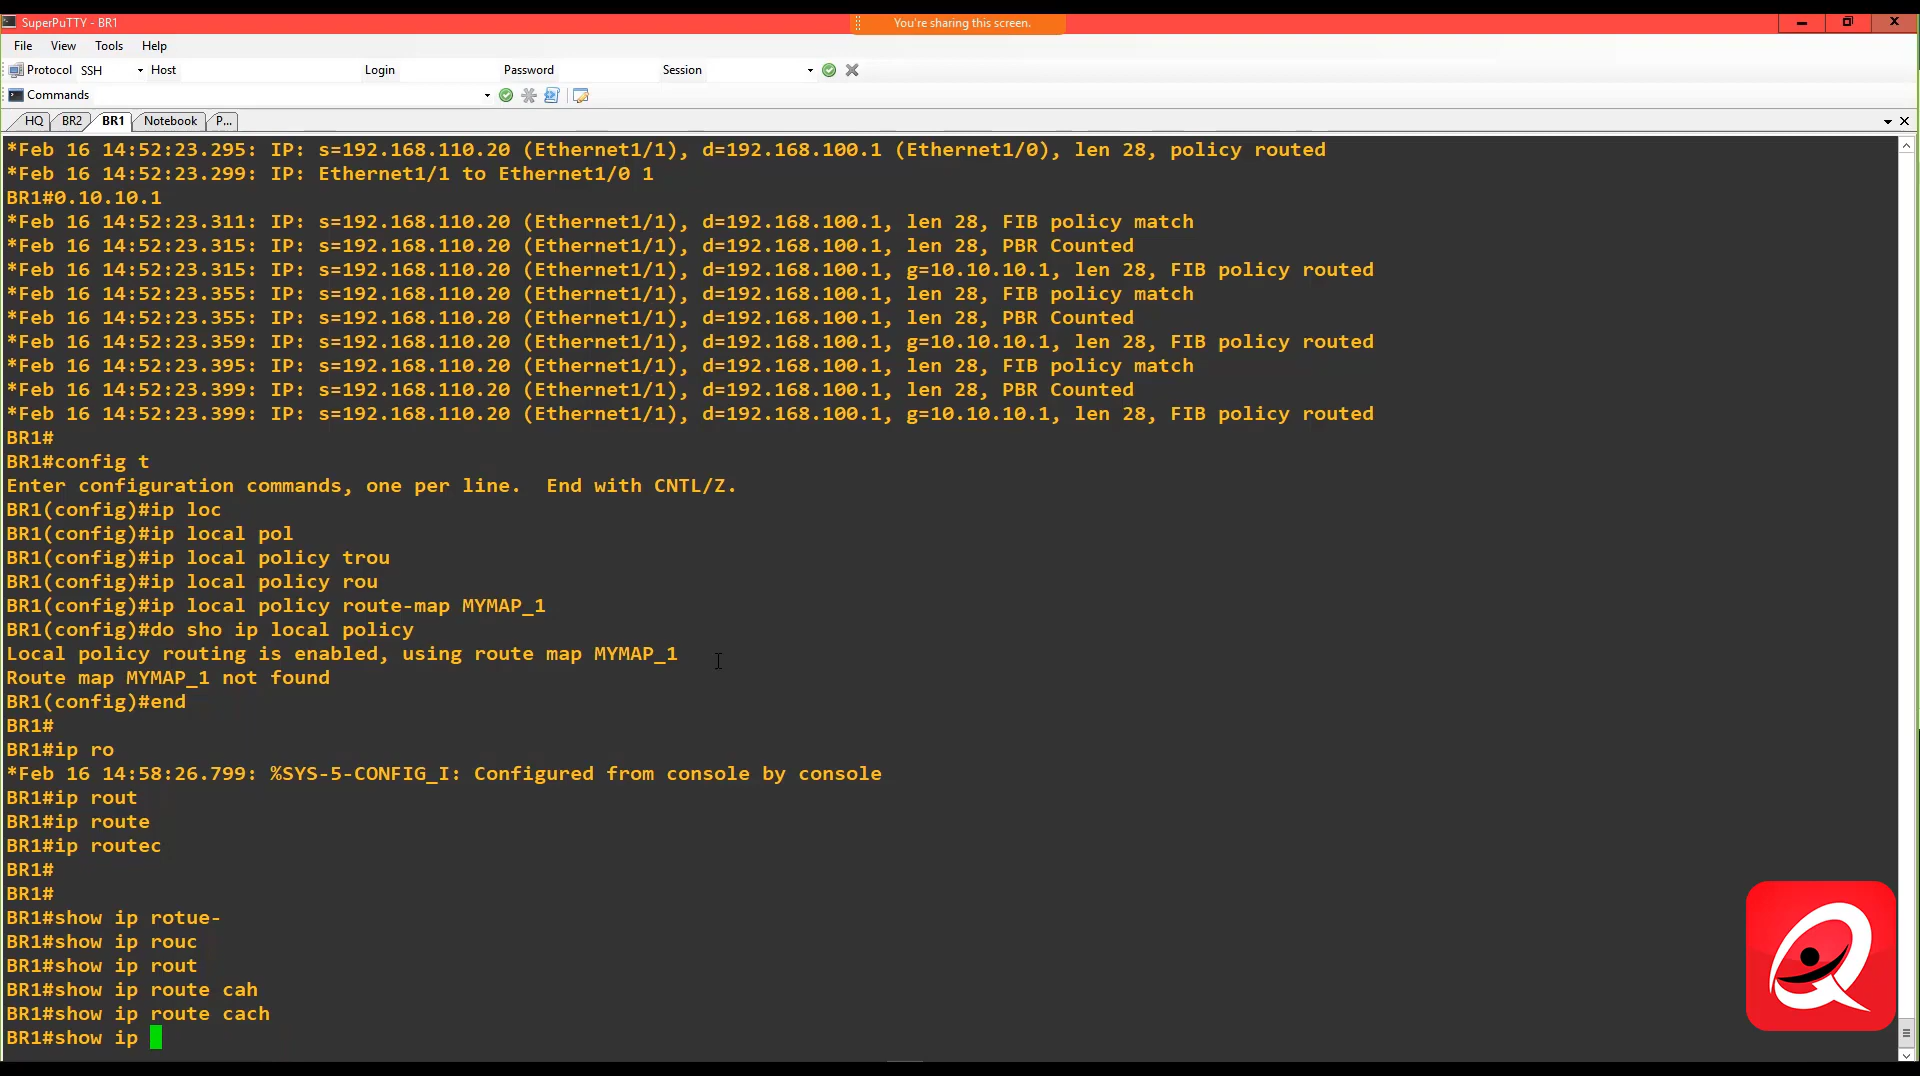 SuperPuTTY - BR1
You're sharing this screen.
File View Tools Help
Protocol SSH Host Login Password Session
Commands
HQ BR2 BR1 Notebook P...
*Feb 16 14:52:23.295: IP: s=192.168.110.20 (Ethernet1/1), d=192.168.100.1 (Ethernet1/0), len 28, policy routed
*Feb 16 14:52:23.299: IP: Ethernet1/1 to Ethernet1/0 1
BR1#0.10.10.1
*Feb 16 14:52:23.311: IP: s=192.168.110.20 (Ethernet1/1), d=192.168.100.1, len 28, FIB policy match
*Feb 16 14:52:23.315: IP: s=192.168.110.20 (Ethernet1/1), d=192.168.100.1, len 28, PBR Counted
*Feb 16 14:52:23.315: IP: s=192.168.110.20 (Ethernet1/1), d=192.168.100.1, g=10.10.10.1, len 28, FIB policy routed
*Feb 16 14:52:23.355: IP: s=192.168.110.20 (Ethernet1/1), d=192.168.100.1, len 28, FIB policy match
*Feb 16 14:52:23.355: IP: s=192.168.110.20 (Ethernet1/1), d=192.168.100.1, len 28, PBR Counted
*Feb 16 14:52:23.359: IP: s=192.168.110.20 (Ethernet1/1), d=192.168.100.1, g=10.10.10.1, len 28, FIB policy routed
*Feb 16 14:52:23.395: IP: s=192.168.110.20 (Ethernet1/1), d=192.168.100.1, len 28, FIB policy match
*Feb 16 14:52:23.399: IP: s=192.168.110.20 (Ethernet1/1), d=192.168.100.1, len 28, PBR Counted
*Feb 16 14:52:23.399: IP: s=192.168.110.20 (Ethernet1/1), d=192.168.100.1, g=10.10.10.1, len 28, FIB policy routed
BR1#
BR1#config t
Enter configuration commands, one per line.  End with CNTL/Z.
BR1(config)#ip loc
BR1(config)#ip local pol
BR1(config)#ip local policy trou
BR1(config)#ip local policy rou
BR1(config)#ip local policy route-map MYMAP_1
BR1(config)#do sho ip local policy
Local policy routing is enabled, using route map MYMAP_1
Route map MYMAP_1 not found
BR1(config)#end
BR1#
BR1#ip ro
*Feb 16 14:58:26.799: %SYS-5-CONFIG_I: Configured from console by console
BR1#ip rout
BR1#ip route
BR1#ip routec
BR1#
BR1#
BR1#show ip rotue-
BR1#show ip rouc
BR1#show ip rout
BR1#show ip route cah
BR1#show ip route cach
BR1#show ip